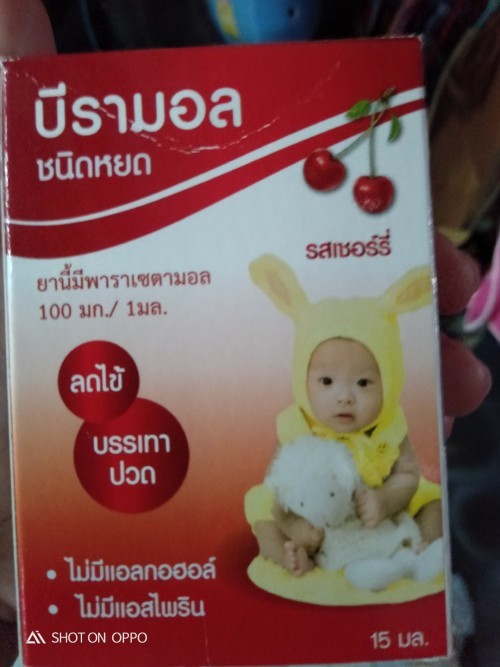 บีรามอล
ชนิดหยด
รสเชอร์รี่
ยานี้มีพาราเซตามอล
100 มก./ 1มล.
ลดไข้
บรรเทา
ปวด
• ไม่มีแอลกอฮอล์
• ไม่มีแอสไพริน
15 มล.
SHOT ON OPPO